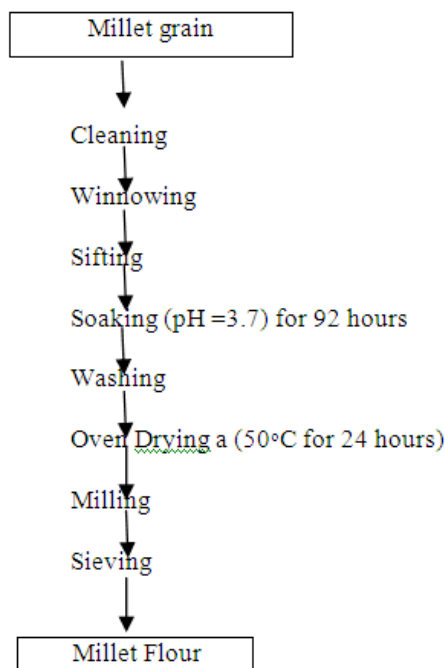 Millet grain
Cleaning
Winnowing
Sifting
Soaking (pH =3.7) for 92 hours
Washing
Oven Drying a (50°C for 24 hours)
Milling
Sieving
Millet Flour